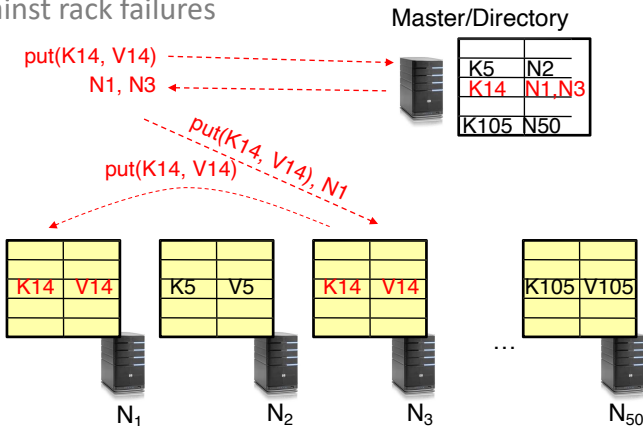 inst rack failures
Master/Directory
put(K14, V14)
N1, N3
K5 N2
K14 N1,N3
K105 N50
put(K14, V14), N1
put(K14, V14)
K14 V14
K5 V5
K14 V14
K105 V105
…
N1
N2
N3
N50